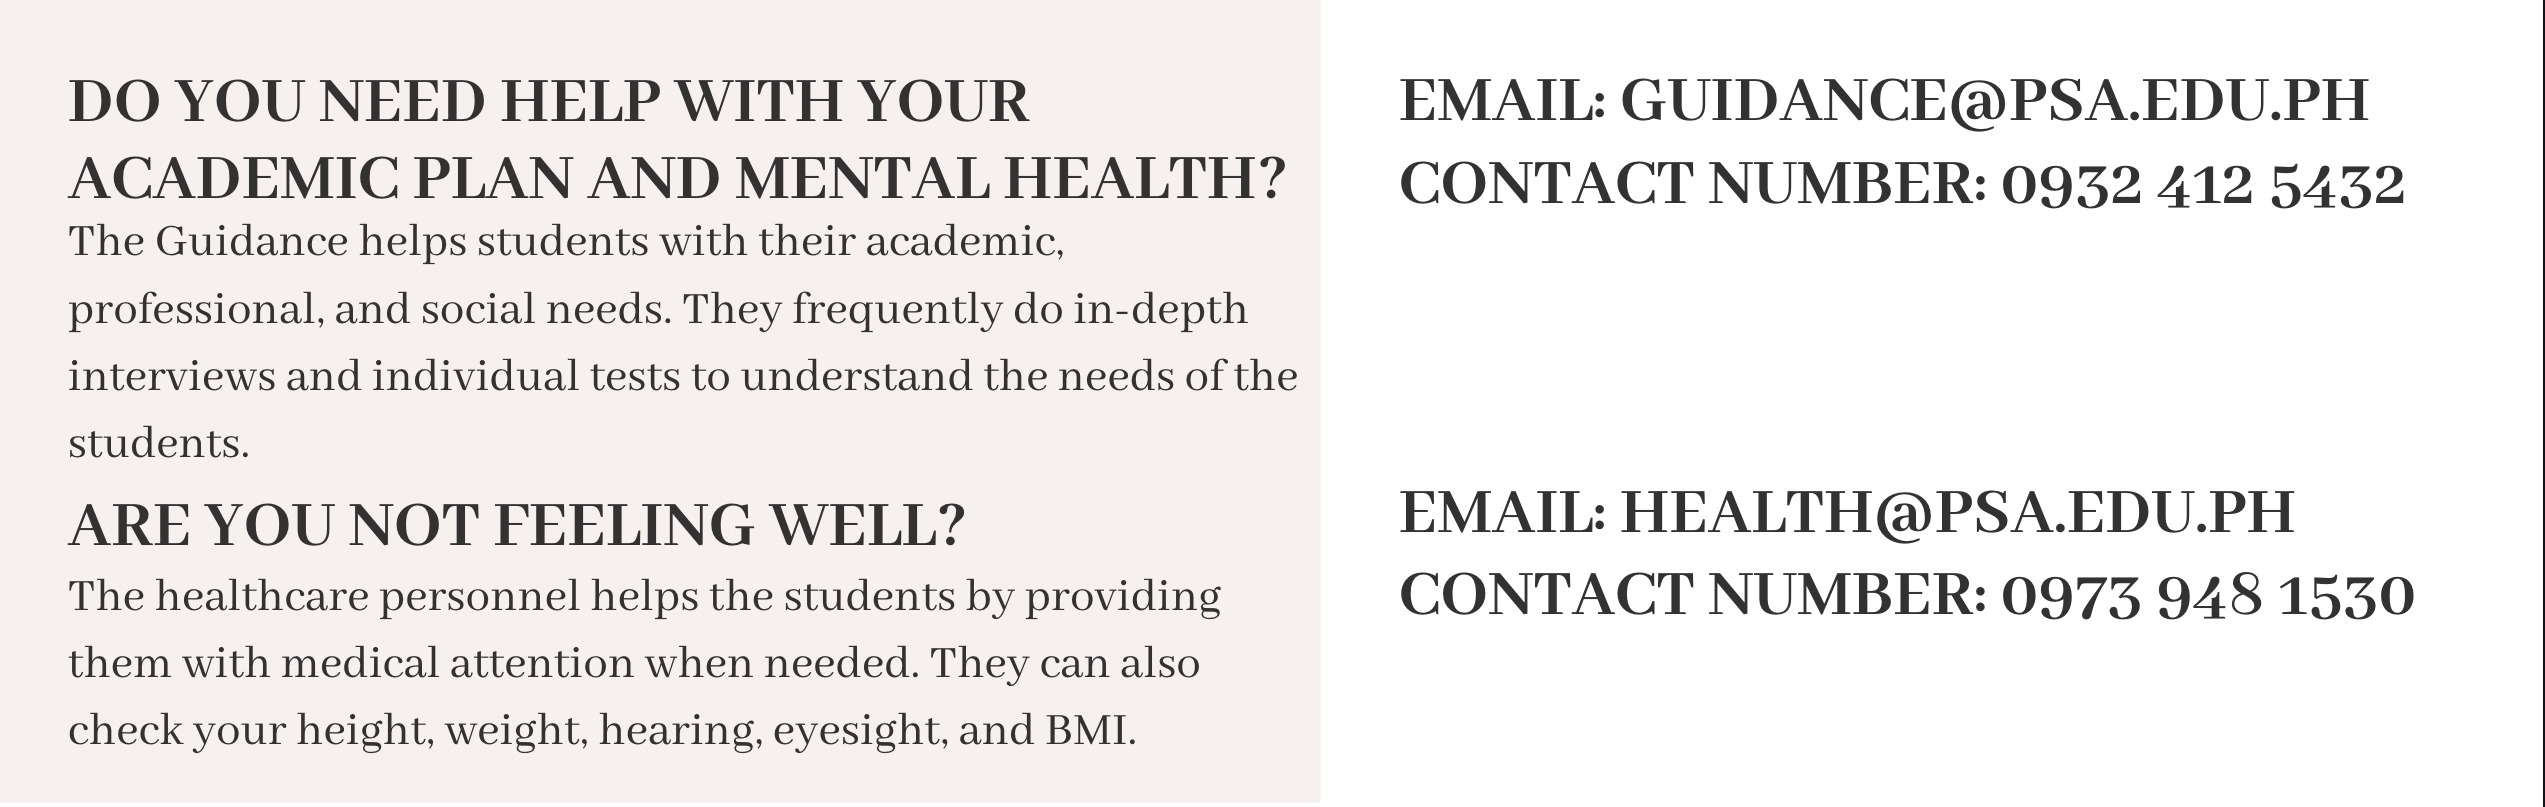 DO YOU NEED HELP WITH YOUR
ACADEMIC PLAN AND MENTAL HEALTH?
The Guidance helps students with their academic,
professional, and social needs. They frequently do in-depth
interviews and individual tests to understand the needs of the
students.
EMAIL: GUIDANCE@PSA.EDU.PH
CONTACT NUMBER: 0932 412 5432
ARE YOU NOT FEELING WELL?
The healthcare personnel helps the students by providing
them with medical attention when needed. They can also
check your height, weight, hearing, eyesight, and BMI.
EMAIL: HEALTH@PSA.EDU.PH
CONTACT NUMBER: 0973 948 1530